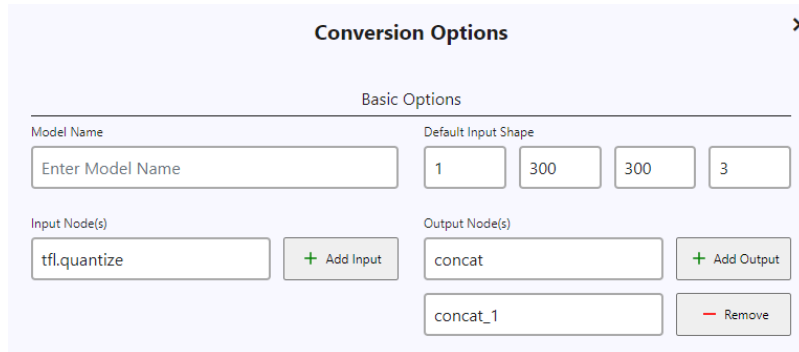 Conversion Options
Basic Options
Model Name
Default Input Shape
Enter Model Name
1
300
300
3
Input Node(s)
Output Node(s)
tfl.quantize
+ Add Input
concat
+ Add Output
concat_1
− Remove